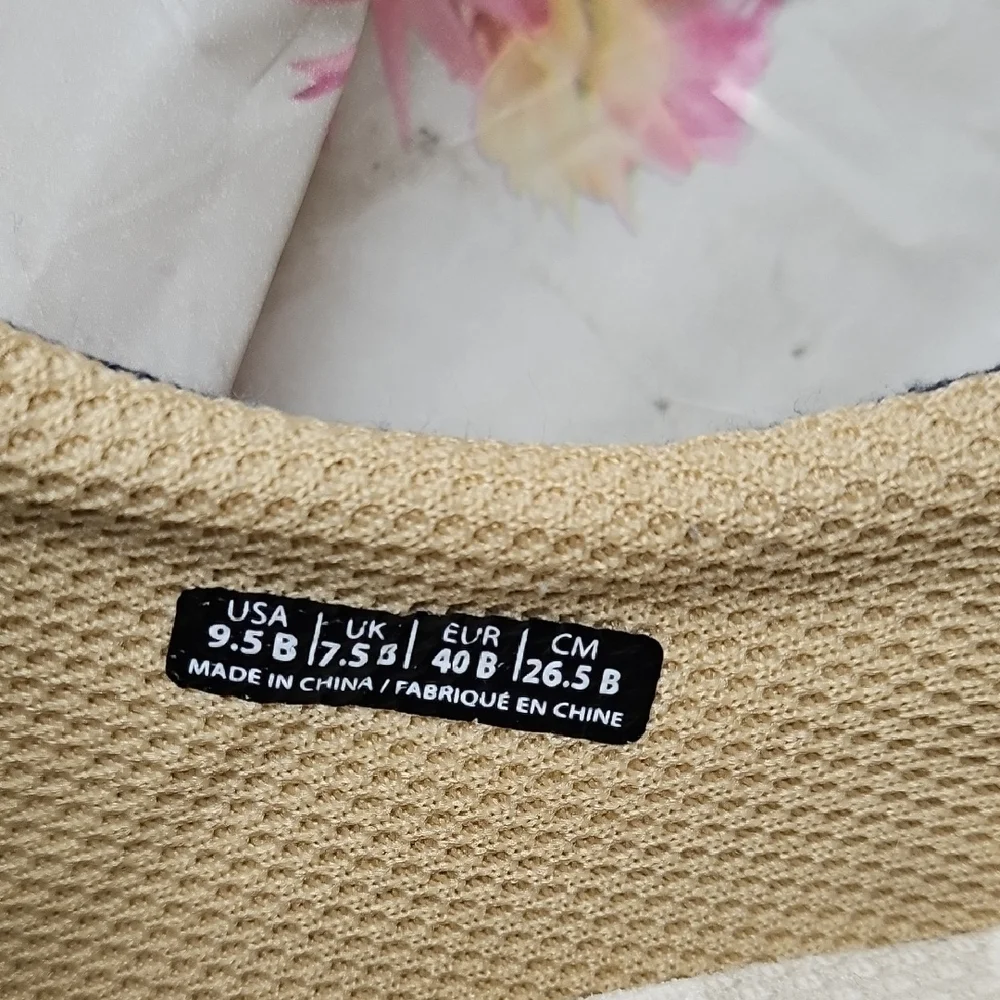 USA | UK | EUR | CM
9.5 B | 7.5 B | 40 B | 26.5 B
MADE IN CHINA / FABRIQUÉ EN CHINE